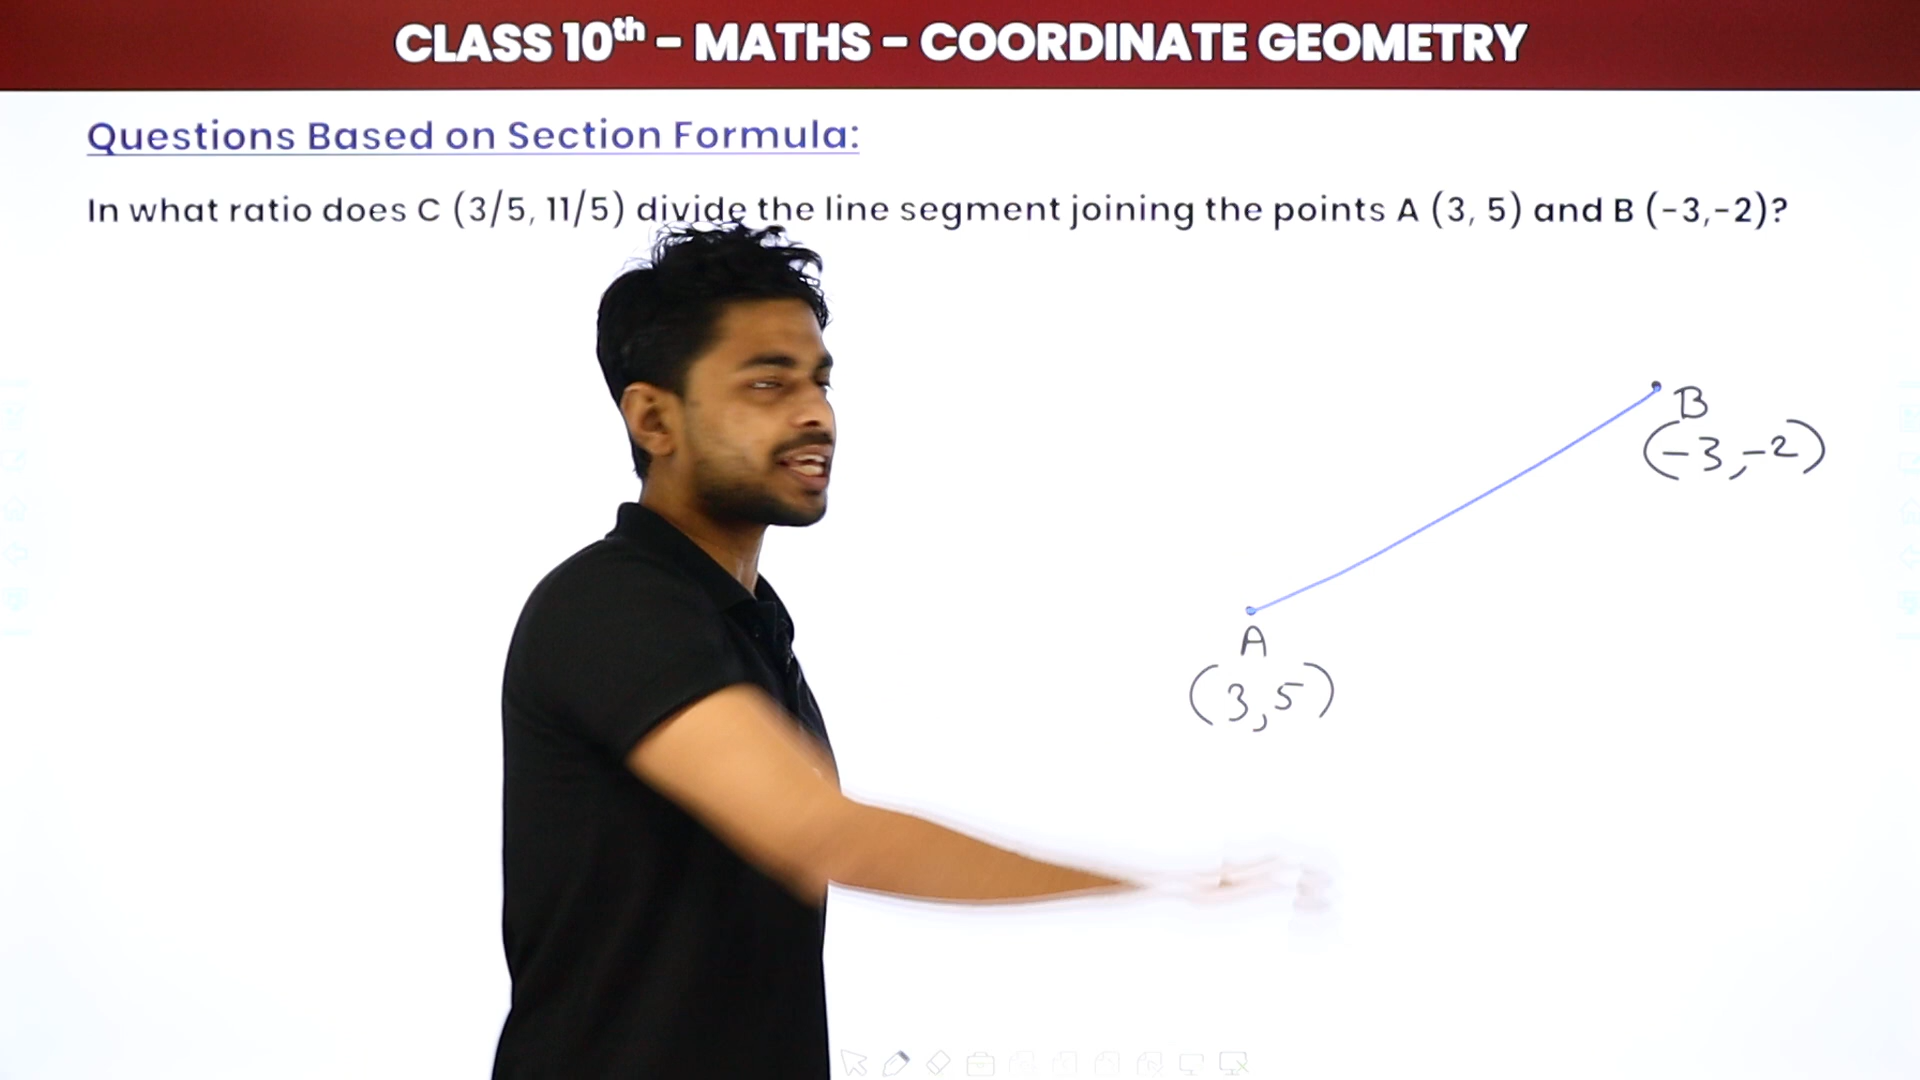 CLASS 10th - MATHS - COORDINATE GEOMETRY
Questions Based on Section Formula:
In what ratio does C (3/5, 11/5) divide the line segment joining the points A (3, 5) and B (-3,-2)?
B
(-3,-2)
A
(3,5)